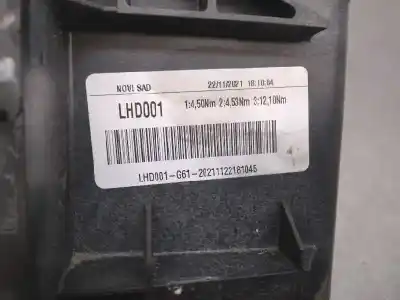 NOVI SAD 22/11/2021 18:10:04
LHD001 1:4,50Nm 2:4,53Nm 3:12,10Nm
LHD001-G61-20211122181045